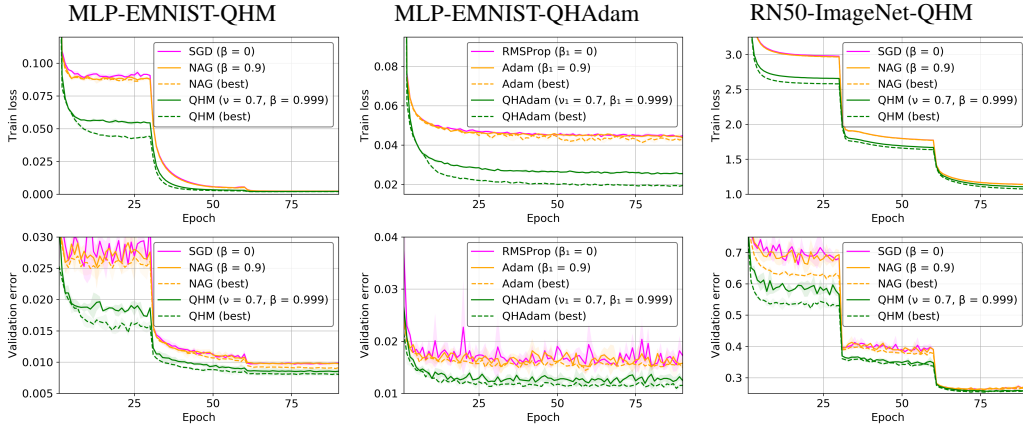 MLP-EMNIST-QHM
MLP-EMNIST-QHAdam
RN50-ImageNet-QHM
0.100
0.075
0.050
0.025
0.000
Train loss
25
50
75
Epoch
SGD (β = 0)
NAG (β = 0.9)
NAG (best)
QHM (ν = 0.7, β = 0.999)
QHM (best)
0.08
0.06
0.04
0.02
Train loss
25
50
75
Epoch
RMSProp (β₁ = 0)
Adam (β₁ = 0.9)
Adam (best)
QHAdam (ν₁ = 0.7, β₁ = 0.999)
QHAdam (best)
3.0
2.5
2.0
1.5
1.0
Train loss
25
50
75
Epoch
SGD (β = 0)
NAG (β = 0.9)
NAG (best)
QHM (ν = 0.7, β = 0.999)
QHM (best)
0.030
0.025
0.020
0.015
0.010
0.005
Validation error
25
50
75
Epoch
SGD (β = 0)
NAG (β = 0.9)
NAG (best)
QHM (ν = 0.7, β = 0.999)
QHM (best)
0.04
0.03
0.02
0.01
Validation error
25
50
75
Epoch
RMSProp (β₁ = 0)
Adam (β₁ = 0.9)
Adam (best)
QHAdam (ν₁ = 0.7, β₁ = 0.999)
QHAdam (best)
0.7
0.6
0.5
0.4
0.3
Validation error
25
50
75
Epoch
SGD (β = 0)
NAG (β = 0.9)
NAG (best)
QHM (ν = 0.7, β = 0.999)
QHM (best)